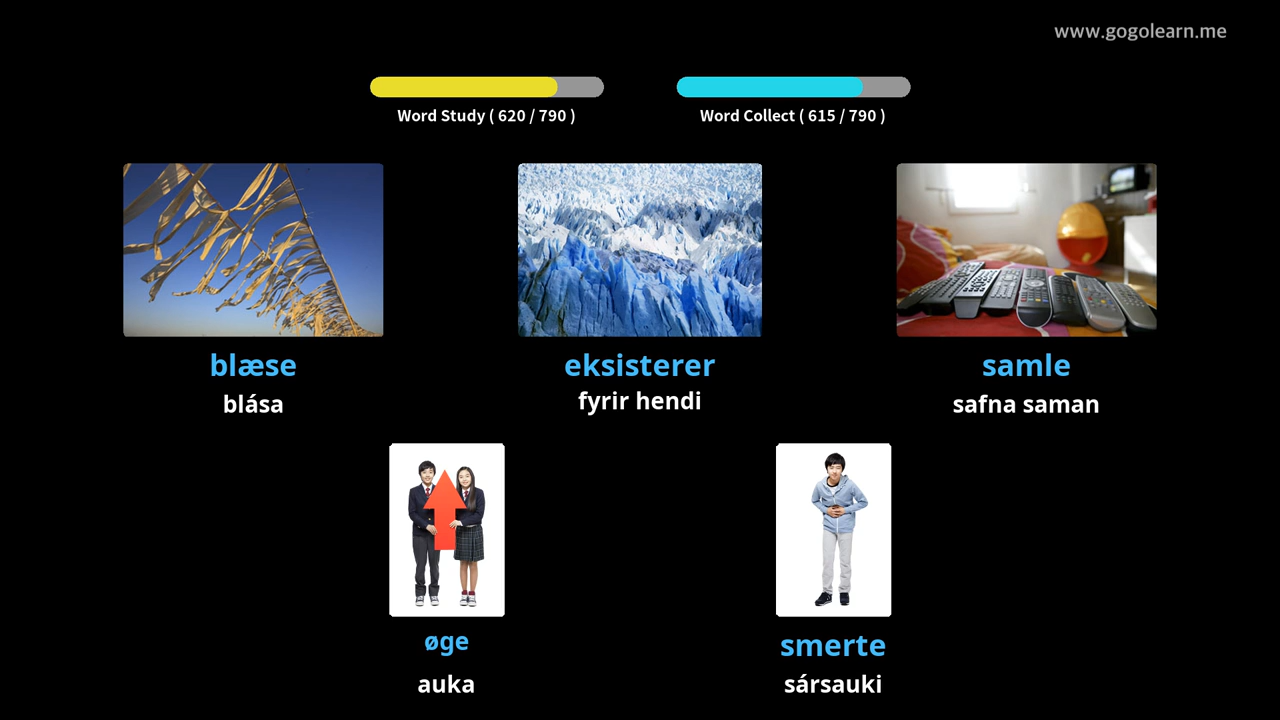 www.gogolearn.me
Word Study ( 620 / 790 )
Word Collect ( 615 / 790 )
blæse
blása
eksisterer
fyrir hendi
samle
safna saman
øge
auka
smerte
sársauki